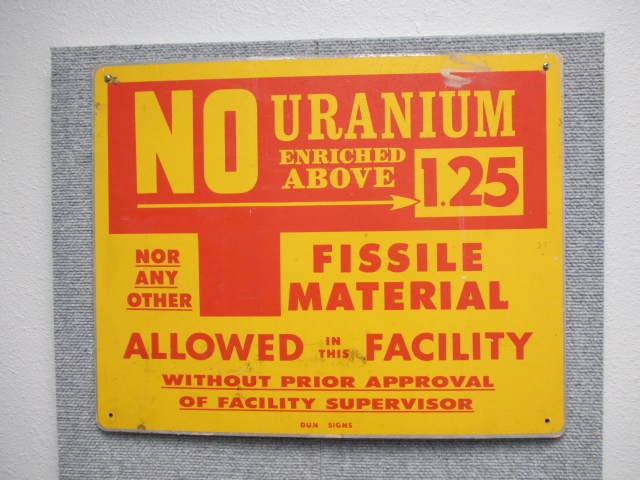 NO URANIUM
ENRICHED
ABOVE 1.25
NOR
ANY
OTHER
FISSILE
MATERIAL
ALLOWED IN THIS FACILITY
WITHOUT PRIOR APPROVAL
OF FACILITY SUPERVISOR
DUN SIGNS